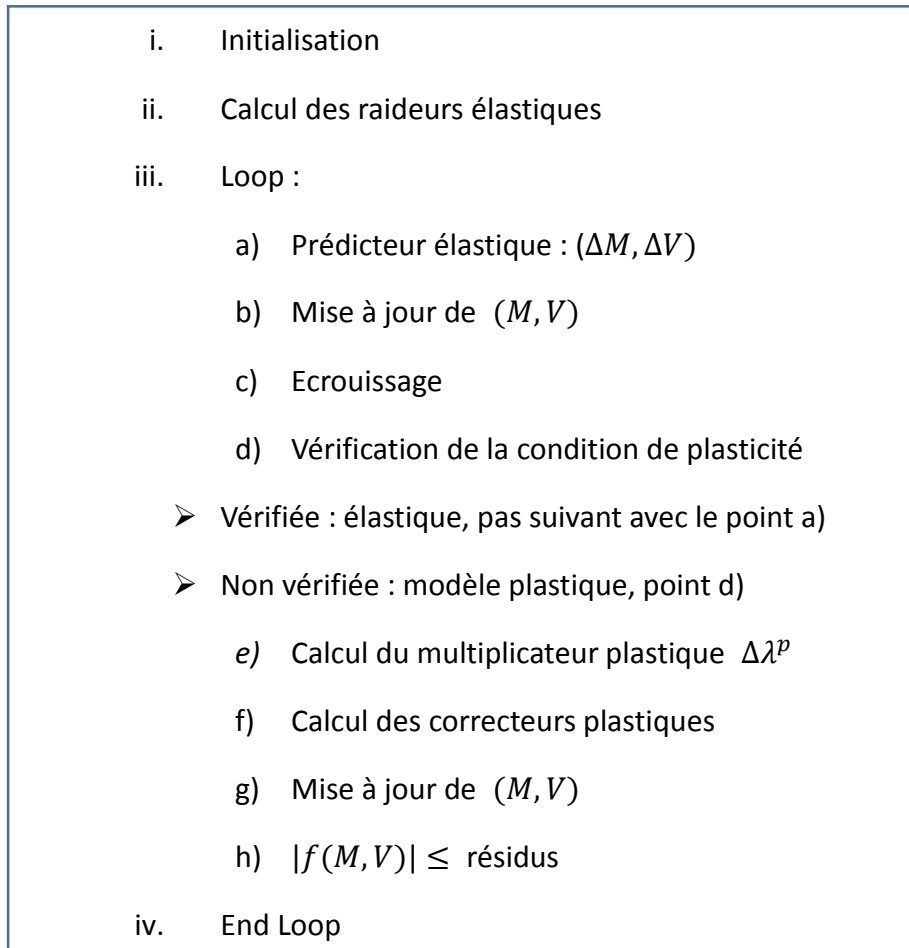 i. Initialisation
ii. Calcul des raideurs élastiques
iii. Loop :
a) Prédicteur élastique : (ΔM, ΔV)
b) Mise à jour de (M, V)
c) Ecrouissage
d) Vérification de la condition de plasticité
➢ Vérifiée : élastique, pas suivant avec le point a)
➢ Non vérifiée : modèle plastique, point d)
e) Calcul du multiplicateur plastique Δλᵖ
f) Calcul des correcteurs plastiques
g) Mise à jour de (M, V)
h) |f(M, V)| ≤ résidus
iv. End Loop